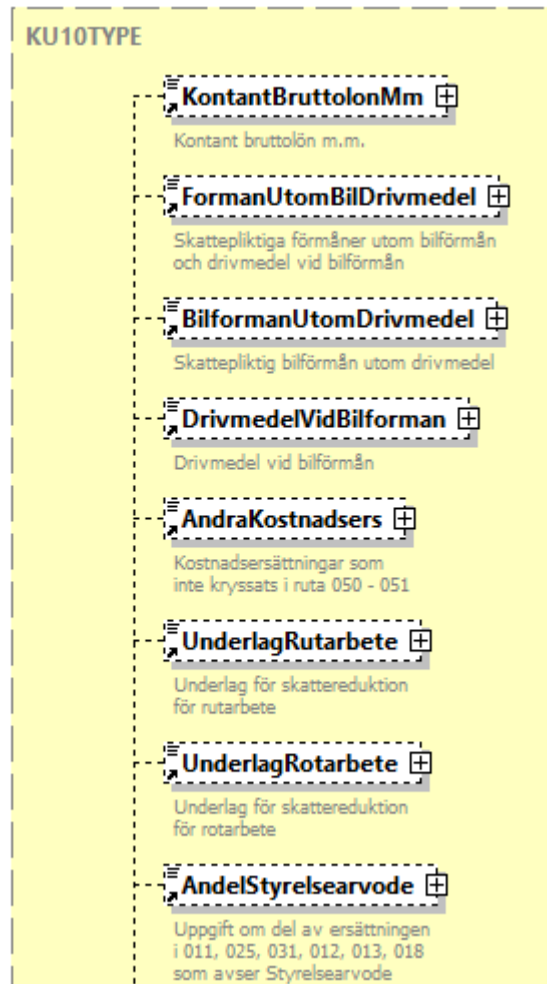 KU10TYPE
KontantBruttolonMm
Kontant bruttolön m.m.
FormanUtomBilDrivmedel
Skattepliktiga förmåner utom bilförmån
och drivmedel vid bilförmån
BilformanUtomDrivmedel
Skattepliktig bilförmån utom drivmedel
DrivmedelVidBilforman
Drivmedel vid bilförmån
AndraKostnadsers
Kostnadsersättningar som
inte kryssats i ruta 050 - 051
UnderlagRutarbete
Underlag för skattereduktion
för rutarbete
UnderlagRotarbete
Underlag för skattereduktion
för rotarbete
AndelStyrelsearvode
Uppgift om del av ersättningen
i 011, 025, 031, 012, 013, 018
som avser Styrelsearvode